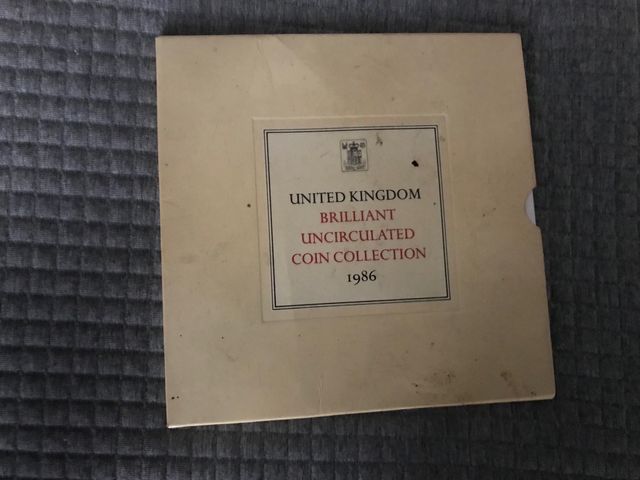 UNITED KINGDOM
BRILLIANT
UNCIRCULATED
COIN COLLECTION
1986